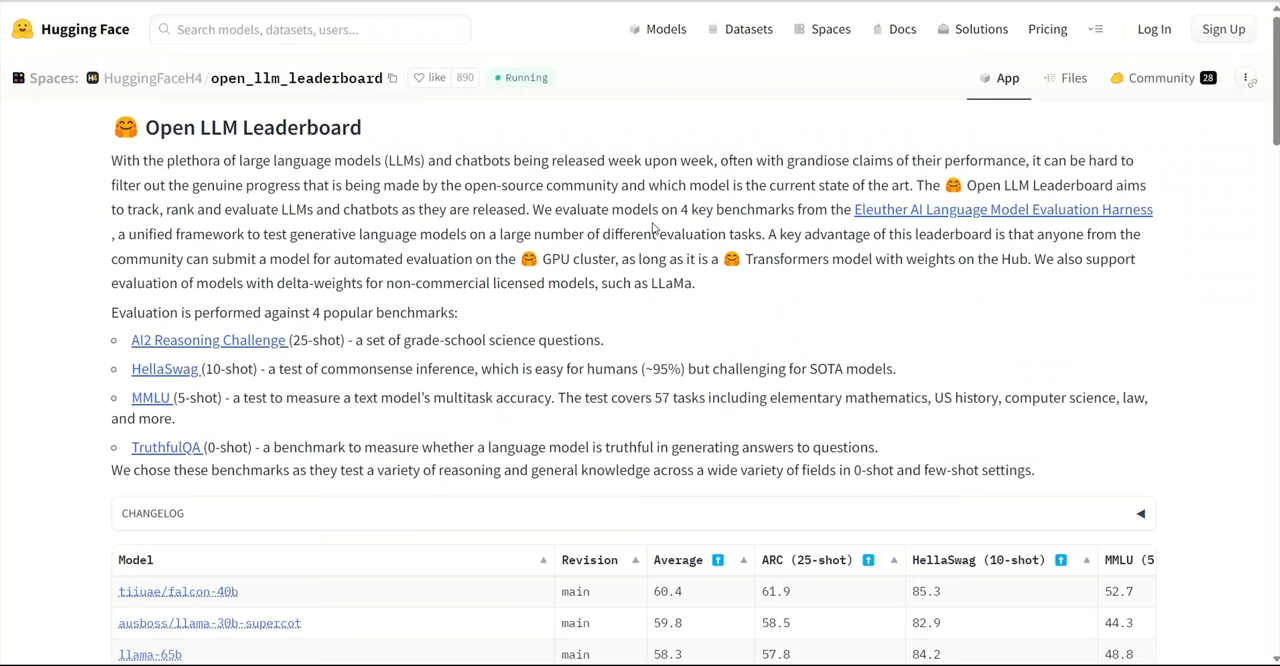 Hugging Face
Search models, datasets, users...
Models
Datasets
Spaces
Docs
Solutions
Pricing
Log In
Sign Up
Spaces:
HuggingFaceH4/open_llm_leaderboard
like 890
Running
App
Files
Community 28
Open LLM Leaderboard
With the plethora of large language models (LLMs) and chatbots being released week upon week, often with grandiose claims of their performance, it can be hard to
filter out the genuine progress that is being made by the open-source community and which model is the current state of the art. The 🤗 Open LLM Leaderboard aims
to track, rank and evaluate LLMs and chatbots as they are released. We evaluate models on 4 key benchmarks from the Eleuther AI Language Model Evaluation Harness
, a unified framework to test generative language models on a large number of different evaluation tasks. A key advantage of this leaderboard is that anyone from the
community can submit a model for automated evaluation on the 🤗 GPU cluster, as long as it is a 🤗 Transformers model with weights on the Hub. We also support
evaluation of models with delta-weights for non-commercial licensed models, such as LLaMa.
Evaluation is performed against 4 popular benchmarks:
AI2 Reasoning Challenge (25-shot) - a set of grade-school science questions.
HellaSwag (10-shot) - a test of commonsense inference, which is easy for humans (~95%) but challenging for SOTA models.
MMLU (5-shot) - a test to measure a text model's multitask accuracy. The test covers 57 tasks including elementary mathematics, US history, computer science, law,
and more.
TruthfulQA (0-shot) - a benchmark to measure whether a language model is truthful in generating answers to questions.
We chose these benchmarks as they test a variety of reasoning and general knowledge across a wide variety of fields in 0-shot and few-shot settings.
CHANGELOG
Model Revision Average ARC (25-shot) HellaSwag (10-shot) MMLU (5
tiiuae/falcon-40b main 60.4 61.9 85.3 52.7
ausboss/llama-30b-supercot main 59.8 58.5 82.9 44.3
llama-65b main 58.3 57.8 84.2 48.8